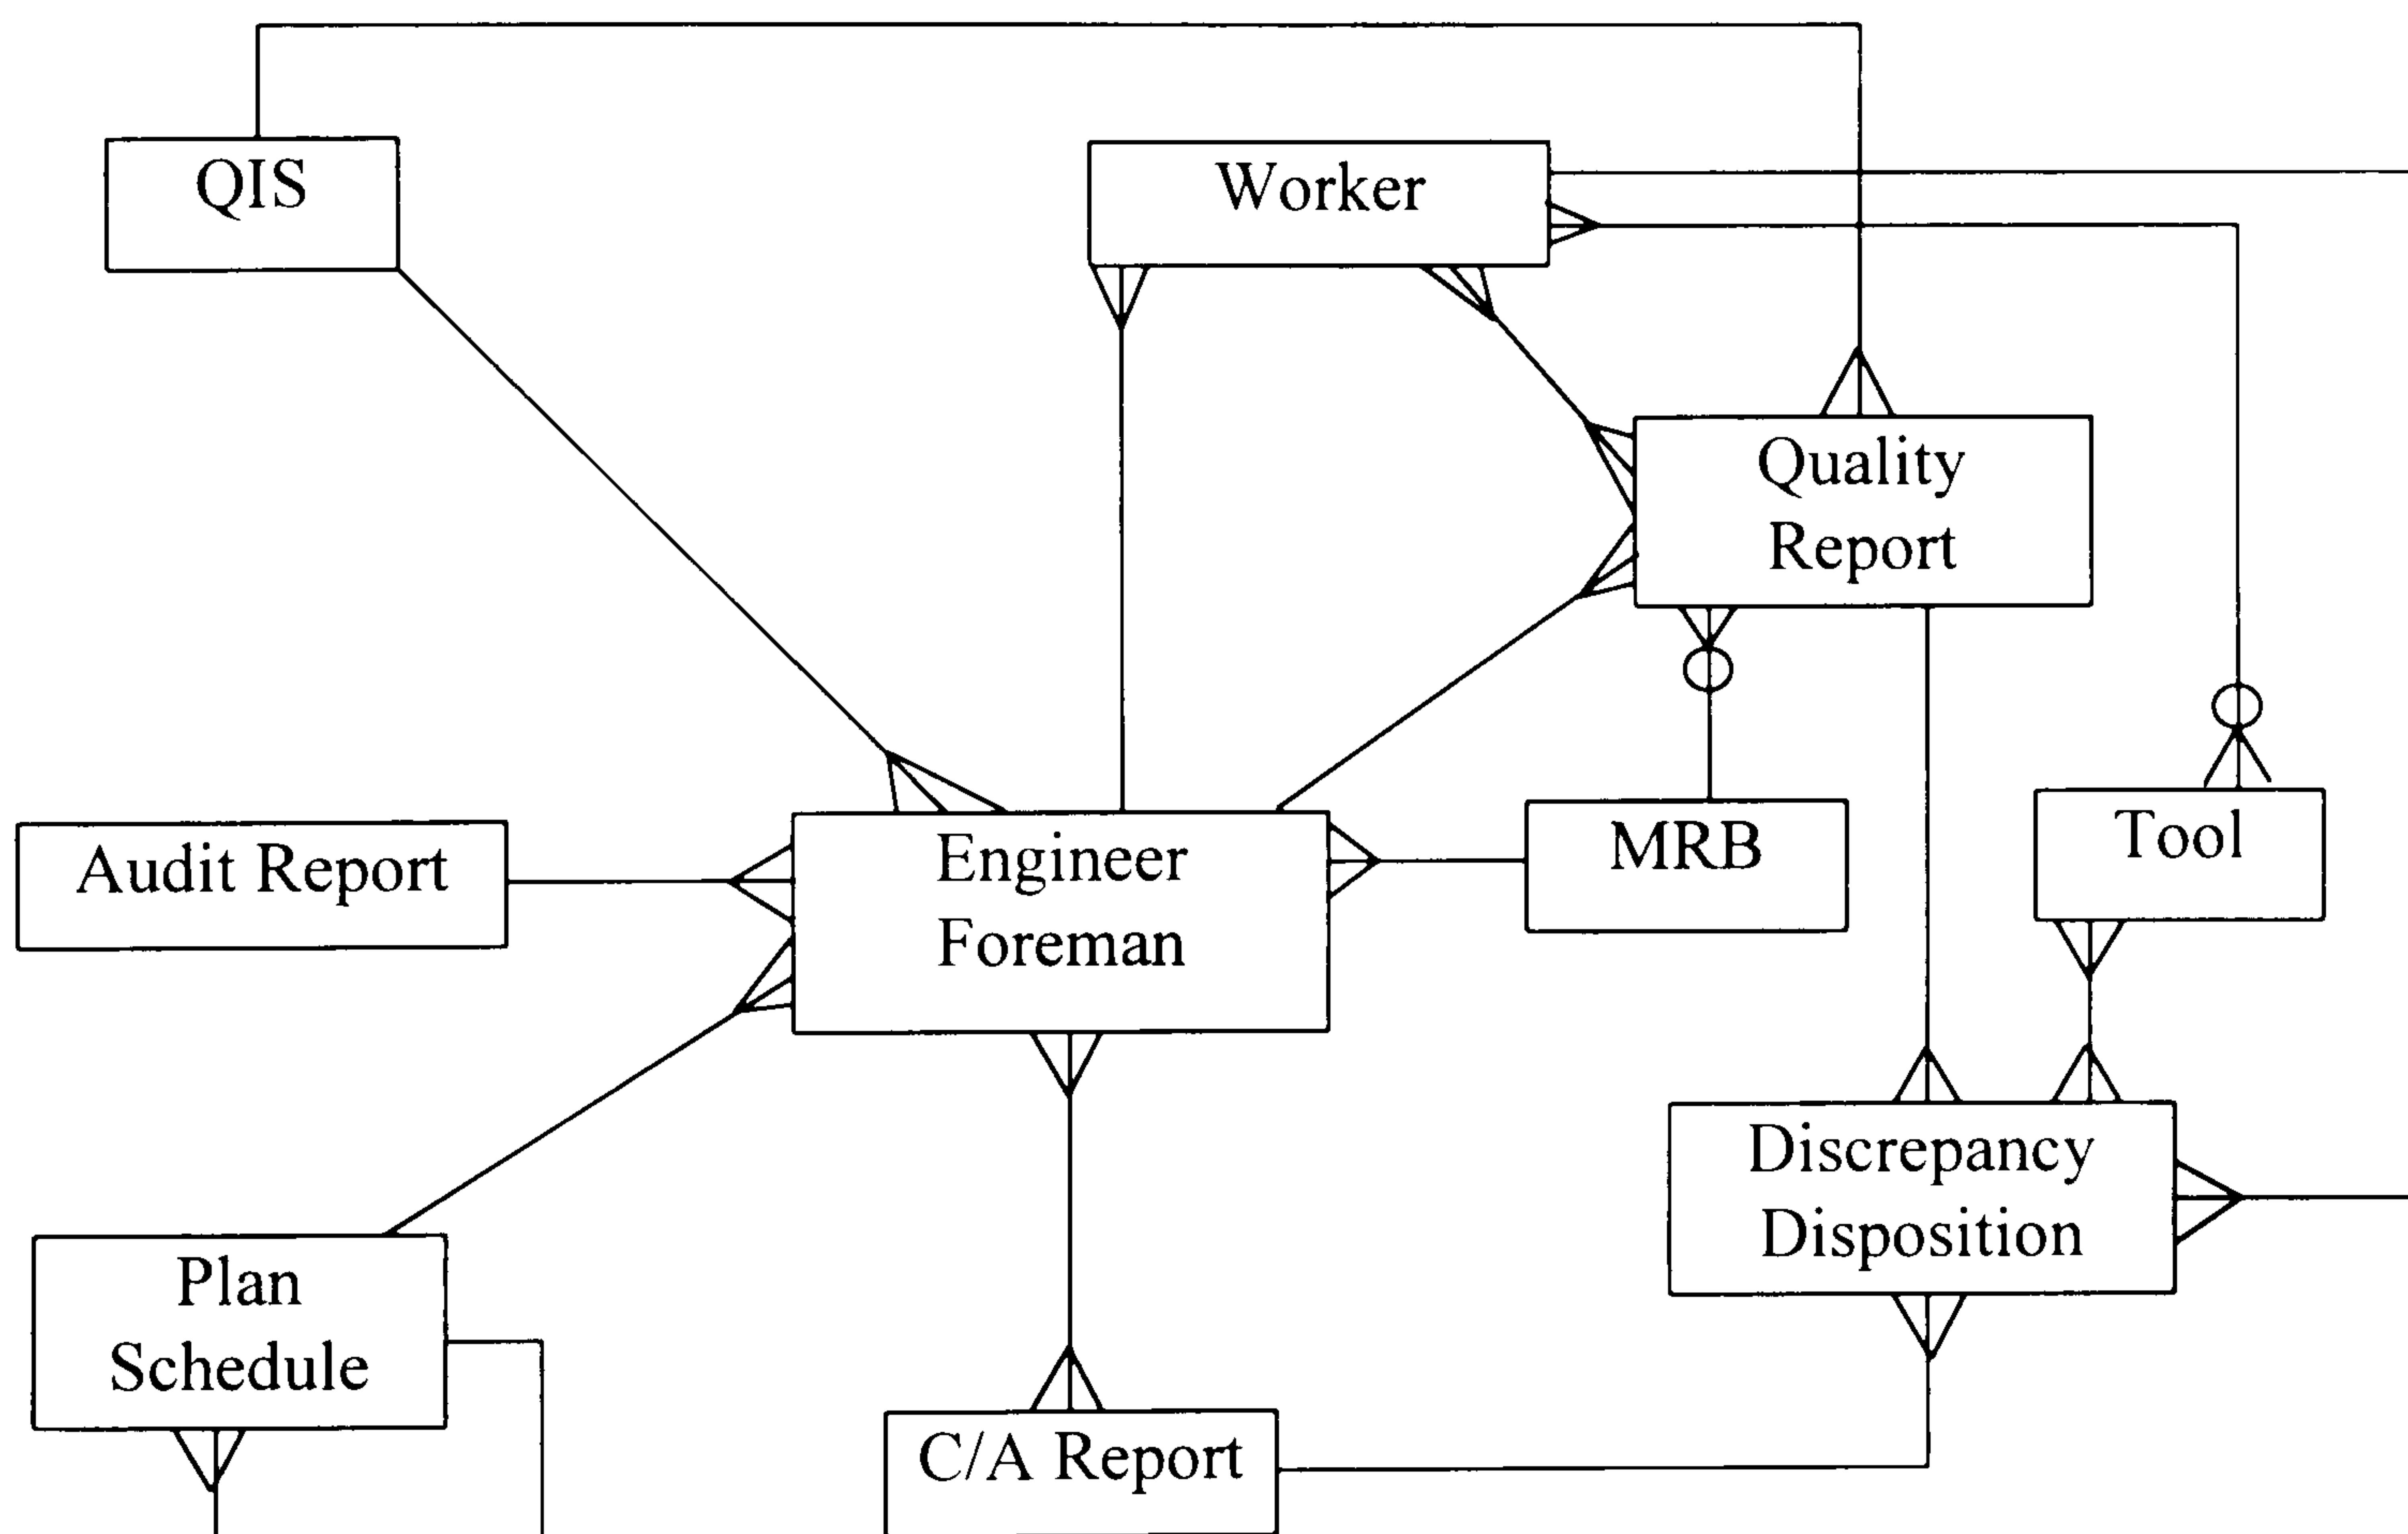 QIS
Worker
Quality
Report
Audit Report
Engineer
Foreman
MRB
Tool
Discrepancy
Disposition
Plan
Schedule
C/A Report